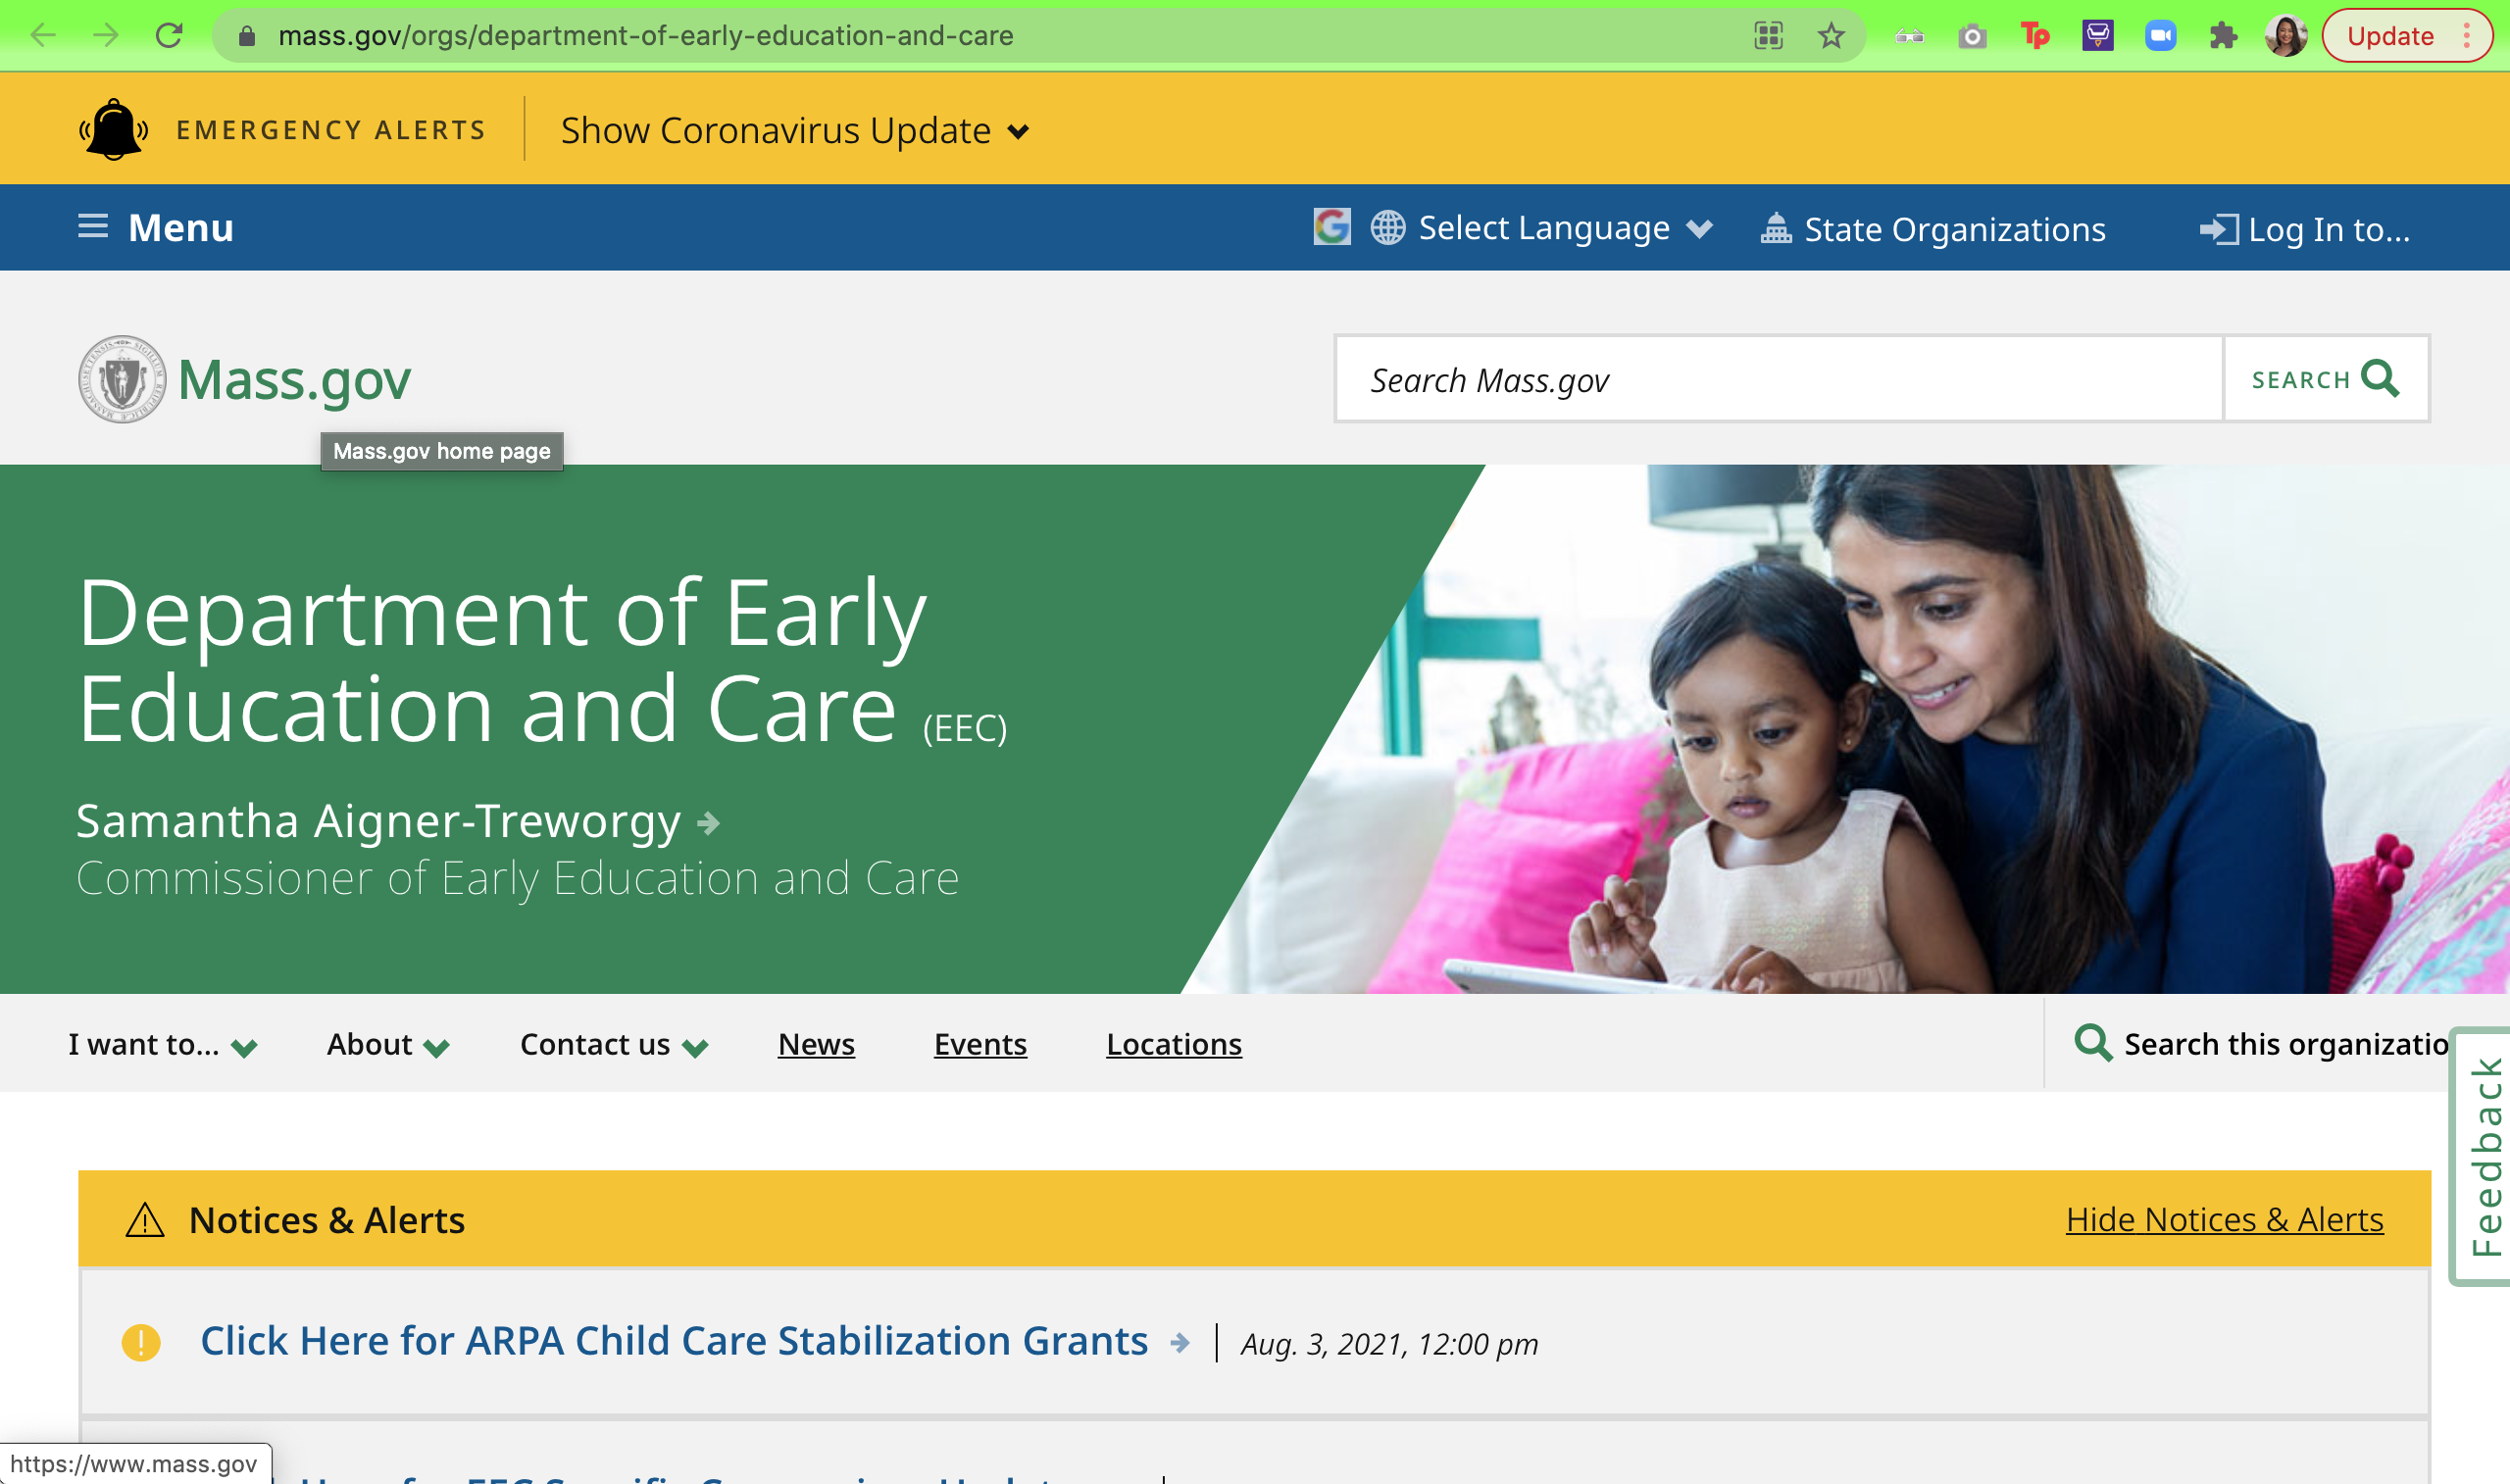 mass.gov/orgs/department-of-early-education-and-care
Tp
Update
EMERGENCY ALERTS
Show Coronavirus Update
Menu
Select Language
State Organizations
Log In to...
Mass.gov
Search Mass.gov
SEARCH
Mass.gov home page
Department of Early
Education and Care (EEC)
Samantha Aigner-Treworgy
Commissioner of Early Education and Care
I want to...
About
Contact us
News
Events
Locations
Search this organizatio
Feedback
Notices & Alerts
Hide Notices & Alerts
Click Here for ARPA Child Care Stabilization Grants
Aug. 3, 2021, 12:00 pm
https://www.mass.gov